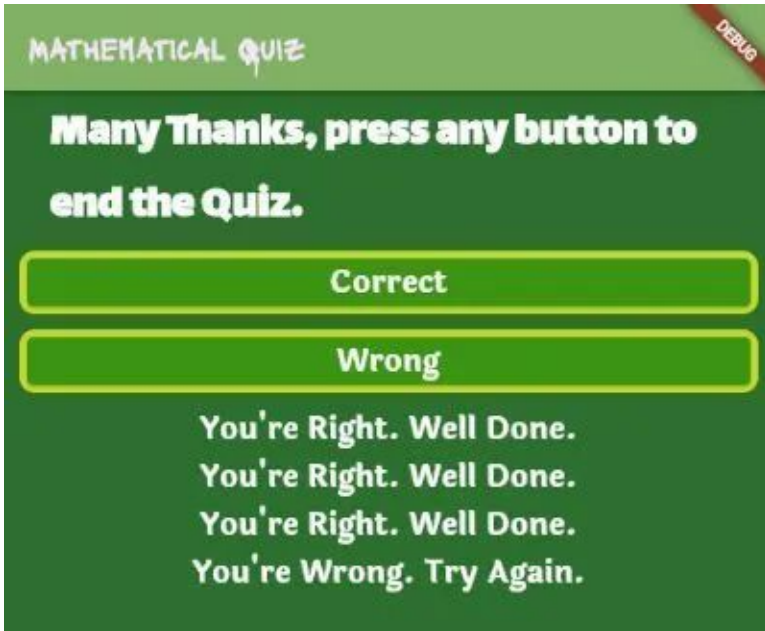 MATHEMATICAL QUIZ
DEBUG
Many Thanks, press any button to
end the Quiz.
Correct
Wrong
You're Right. Well Done.
You're Right. Well Done.
You're Right. Well Done.
You're Wrong. Try Again.